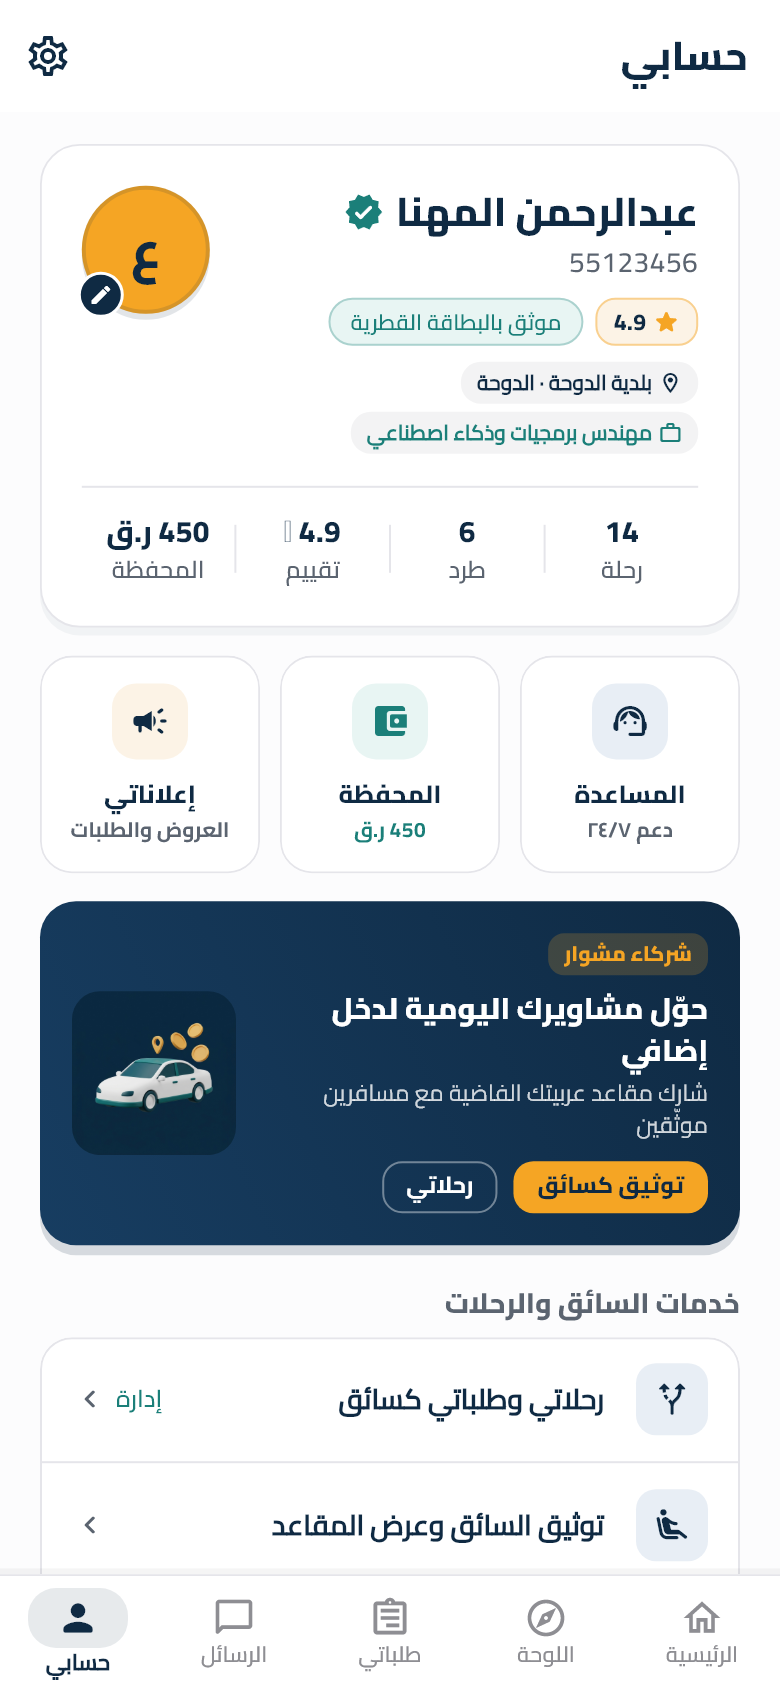 حسابي
عبدالرحمن المهنا
ع
55123456
4.9
موثق بالبطاقة القطرية
بلدية الدوحة · الدوحة
مهندس برمجيات وذكاء اصطناعي
14
رحلة
6
طرد
4.9
تقييم
450 ر.ق
المحفظة
المساعدة
دعم ٢٤/٧
المحفظة
450 ر.ق
إعلاناتي
العروض والطلبات
شركاء مشوار
حوّل مشاويرك اليومية لدخل
إضافي
شارك مقاعد عربيتك الفاضية مع مسافرين
موثّقين
توثيق كسائق
رحلاتي
خدمات السائق والرحلات
رحلاتي وطلباتي كسائق
إدارة
توثيق السائق وعرض المقاعد
الرئيسية
اللوحة
طلباتي
الرسائل
حسابي